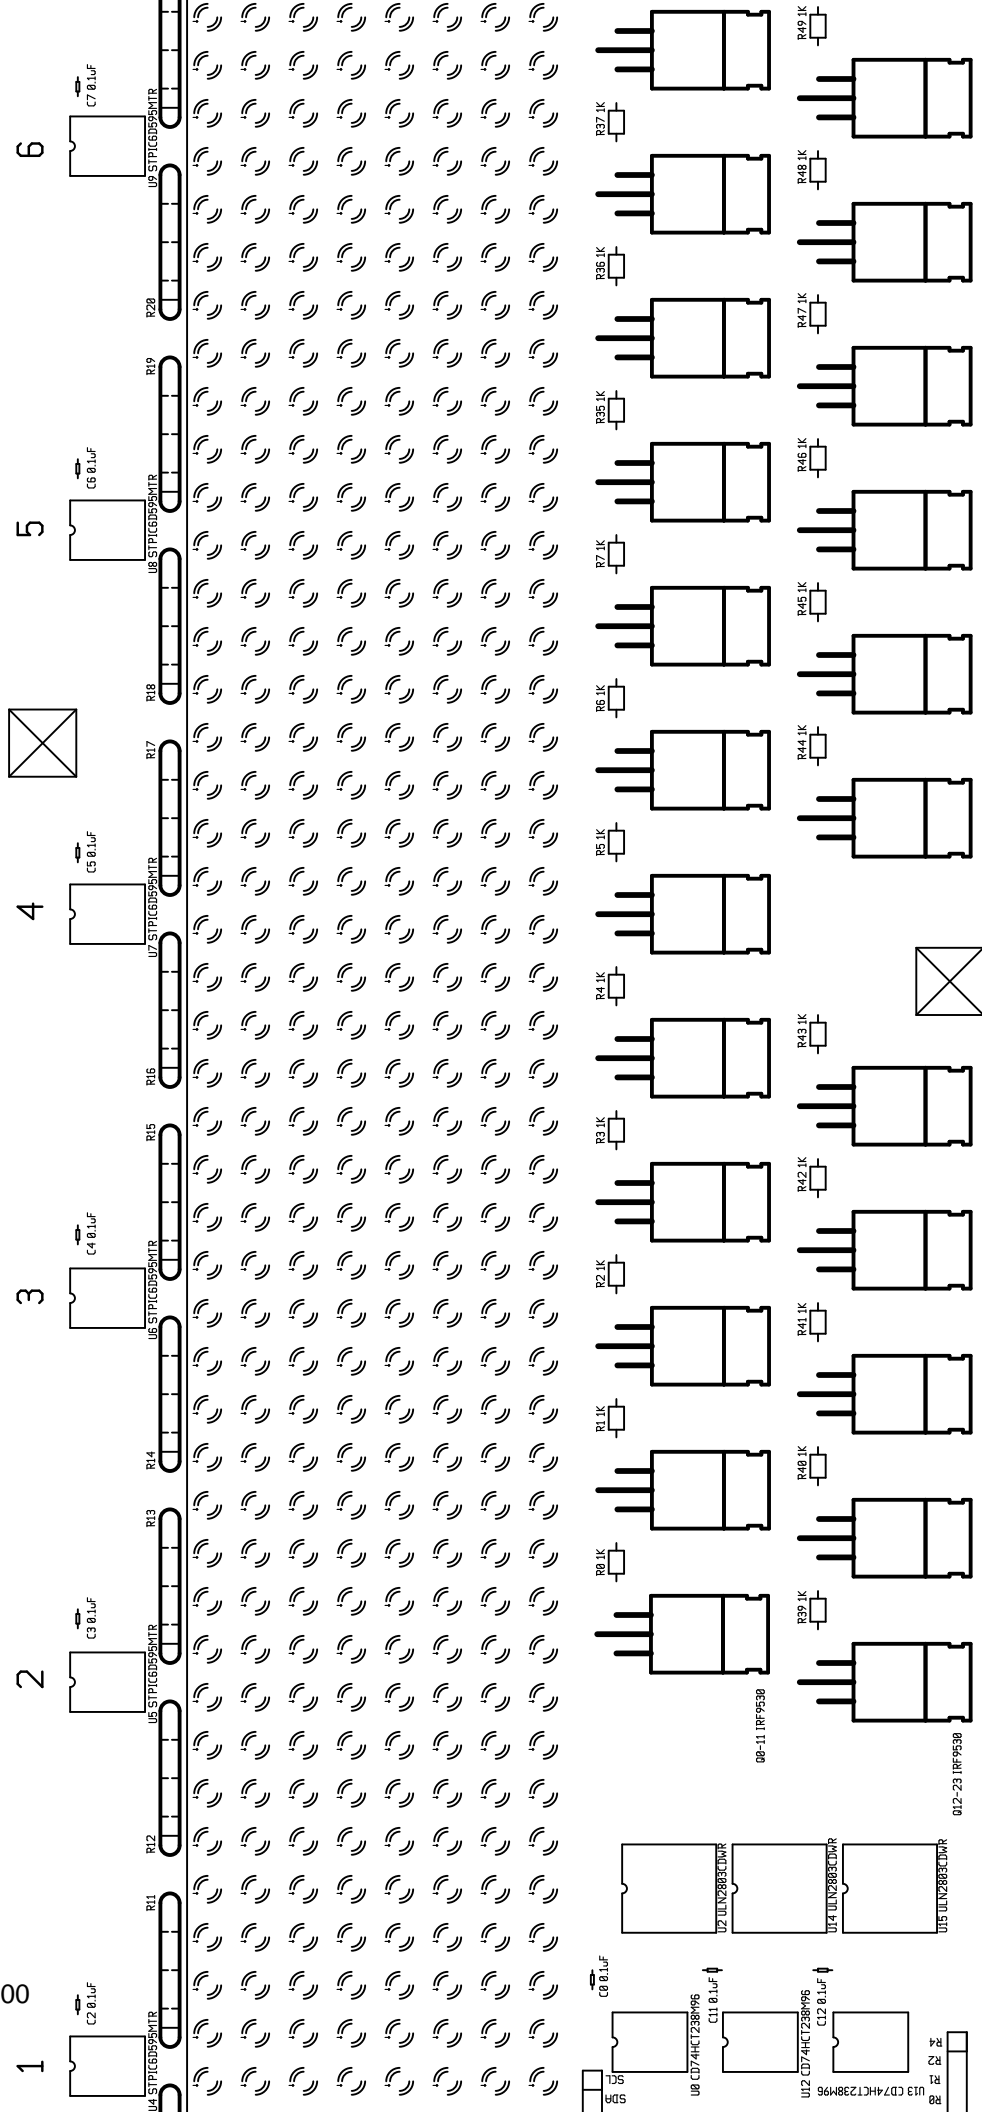 R49 1K
C7 0.1uF
R37 1K
6
U9 STPIC6D595MTR
R48 1K
R36 1K
R20
R47 1K
R19
R35 1K
R46 1K
C6 0.1uF
5
U8 STPIC6D595MTR
R7 1K
R45 1K
R18
R6 1K
R17
R44 1K
C5 0.1uF
R5 1K
4
U7 STPIC6D595MTR
R4 1K
R43 1K
R16
R15
R3 1K
R42 1K
C4 0.1uF
R2 1K
3
U6 STPIC6D595MTR
R41 1K
R1 1K
R14
R40 1K
R13
R0 1K
C3 0.1uF
R39 1K
2
U5 STPIC6D595MTR
Q0-11 IRF9530
Q12-23 IRF9530
R12
R11
U2 ULN2803CDWR
U14 ULN2803CDWR
U15 ULN2803CDWR
00
C2 0.1uF
C0 0.1uF
C11 0.1uF
C12 0.1uF
1
U4 STPIC6D595MTR
U0 CD74HCT238M96
U12 CD74HCT238M96
U13 CD74HCT238M96
SCL
SDA
R4
R2
R1
R0